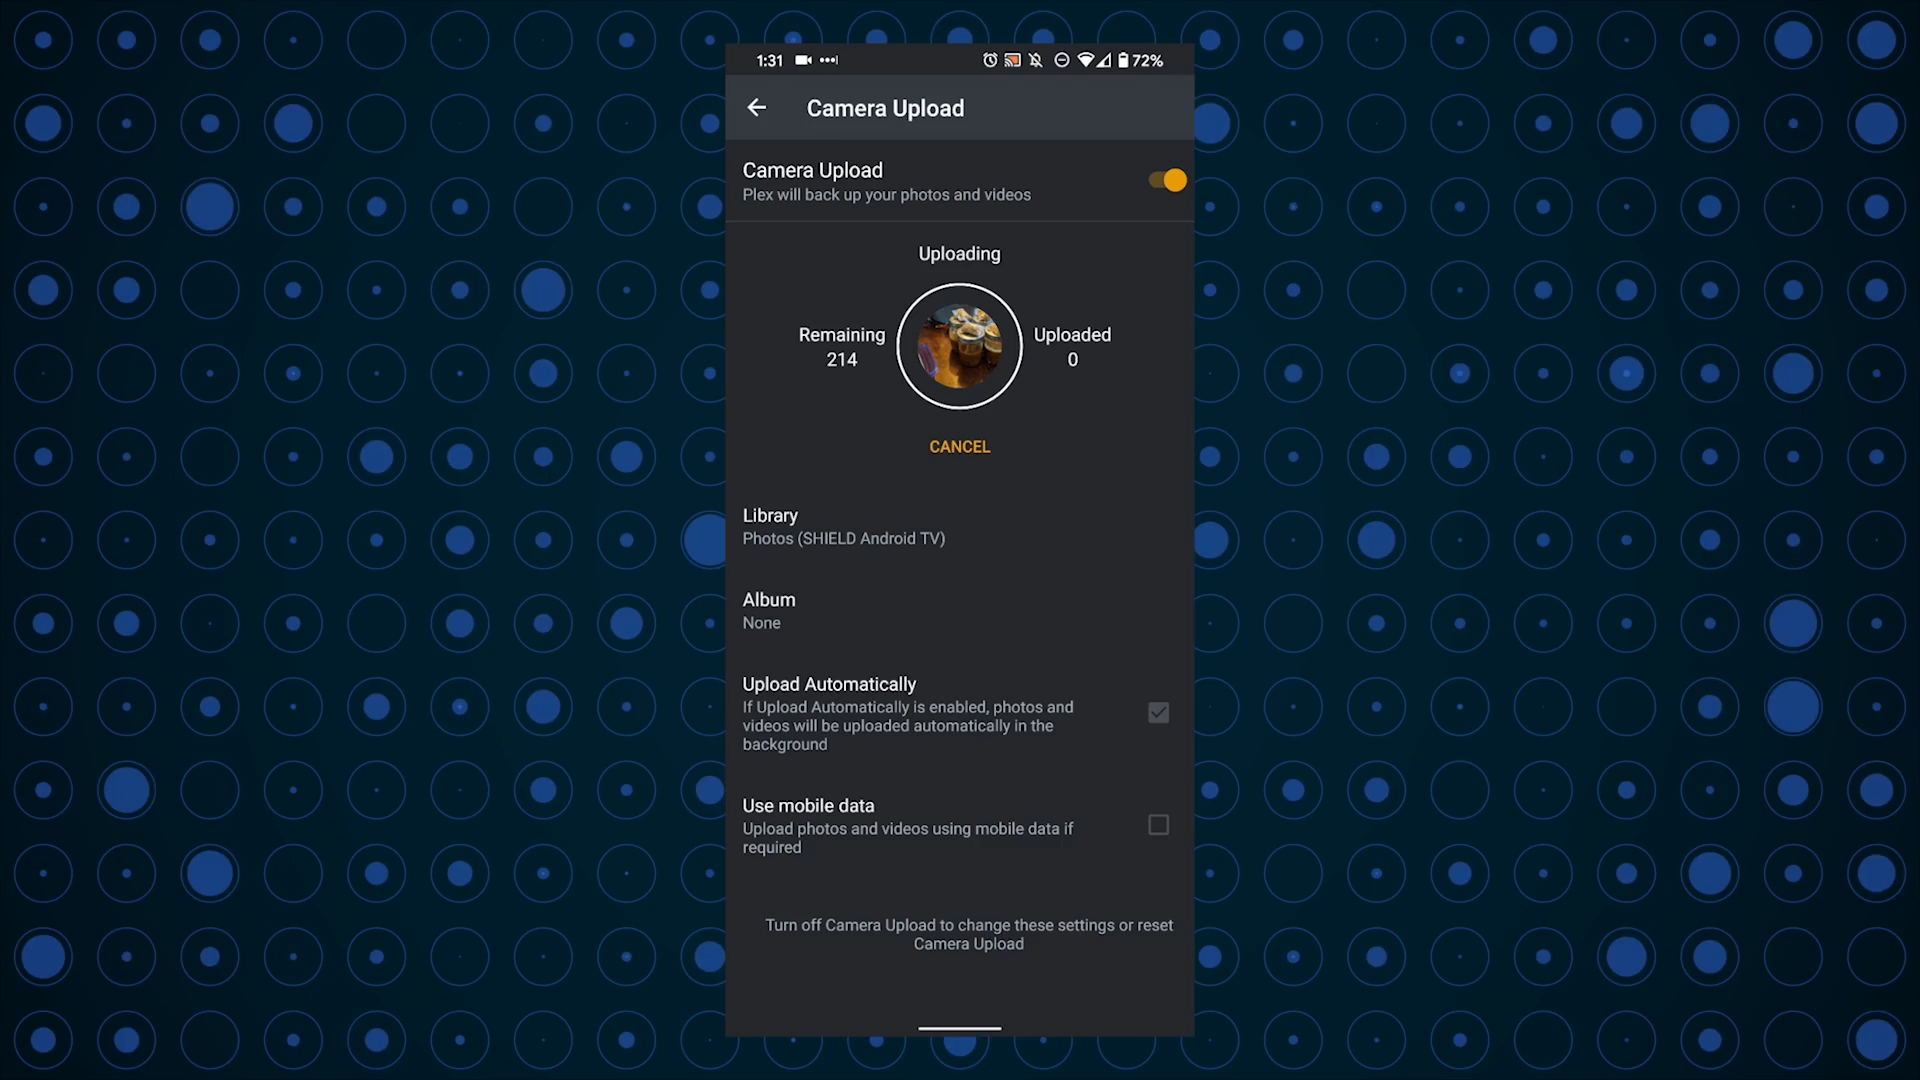 1:31 72%
Camera Upload
Camera Upload
Plex will back up your photos and videos
Uploading
Remaining
214
Uploaded
0
CANCEL
Library
Photos (SHIELD Android TV)
Album
None
Upload Automatically
If Upload Automatically is enabled, photos and
videos will be uploaded automatically in the
background
Use mobile data
Upload photos and videos using mobile data if
required
Turn off Camera Upload to change these settings or reset
Camera Upload